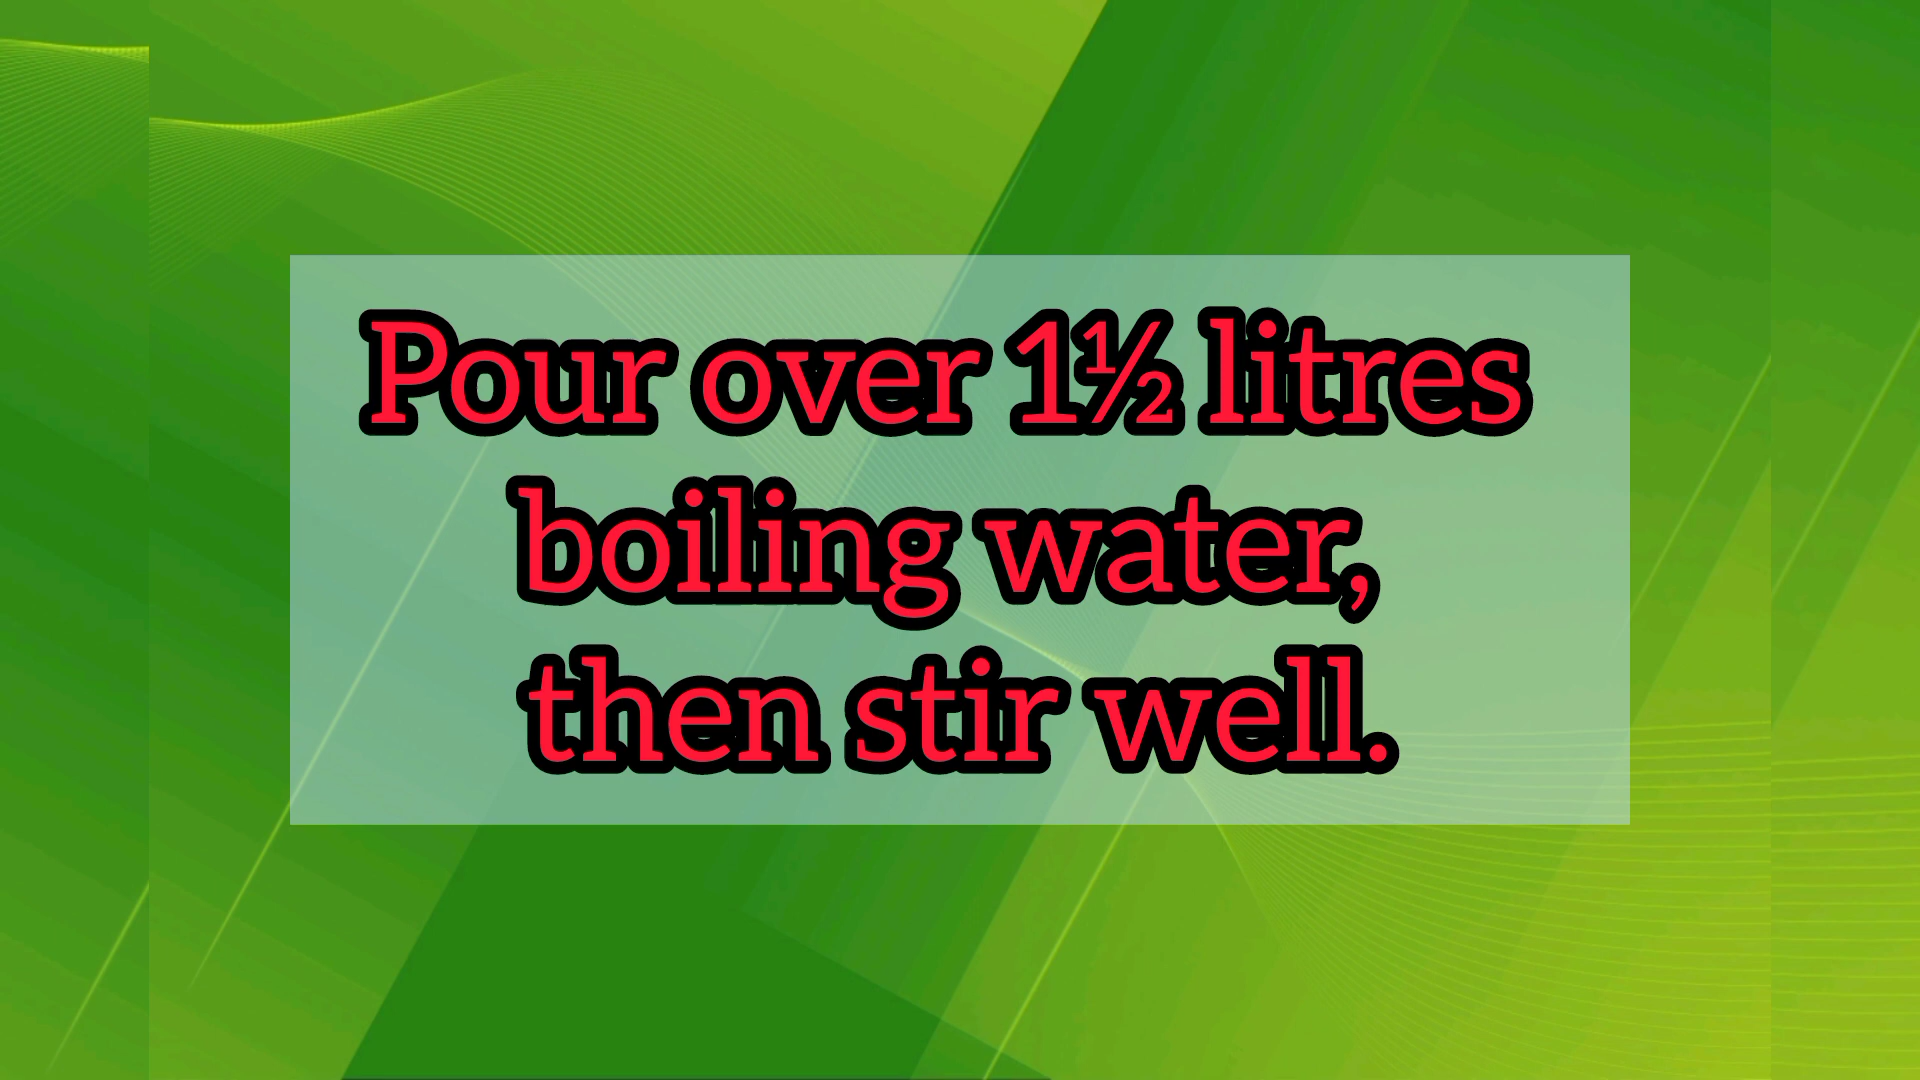 Pour over 1½ litres
boiling water,
then stir well.